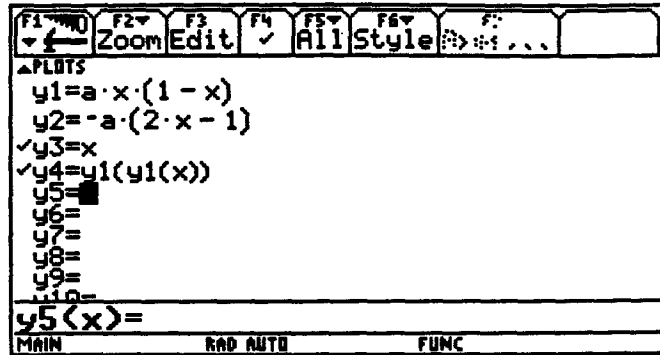 F1 F2 F3 F4 F5 F6
Zoom Edit ✓ All Style
▲PLOTS
y1=a·x·(1-x)
y2=-a·(2·x-1)
✓y3=x
✓y4=y1(y1(x))
y5=
y6=
y7=
y8=
y9=
y5(x)=
MAIN RAD AUTO FUNC